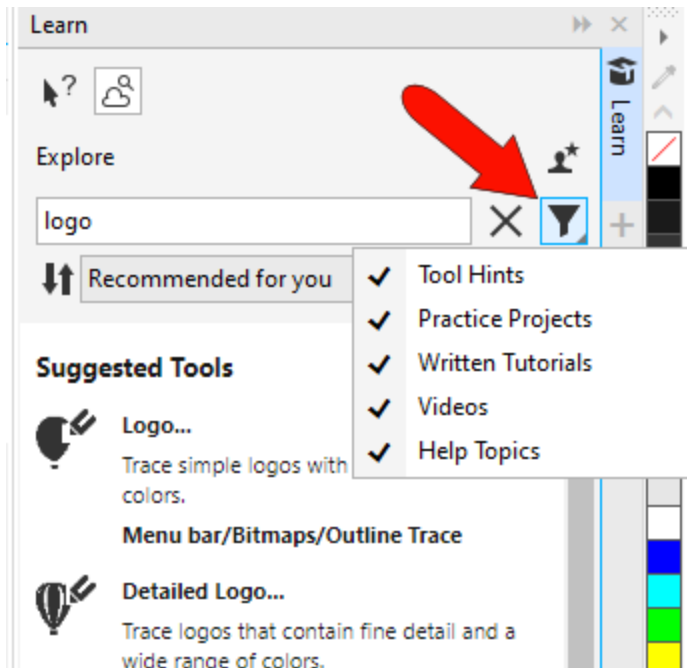 Learn
?
Learn
Explore
logo
Recommended for you
Tool Hints
Practice Projects
Written Tutorials
Videos
Help Topics
Suggested Tools
Logo...
Trace simple logos with
colors.
Menu bar/Bitmaps/Outline Trace
Detailed Logo...
Trace logos that contain fine detail and a
wide range of colors.